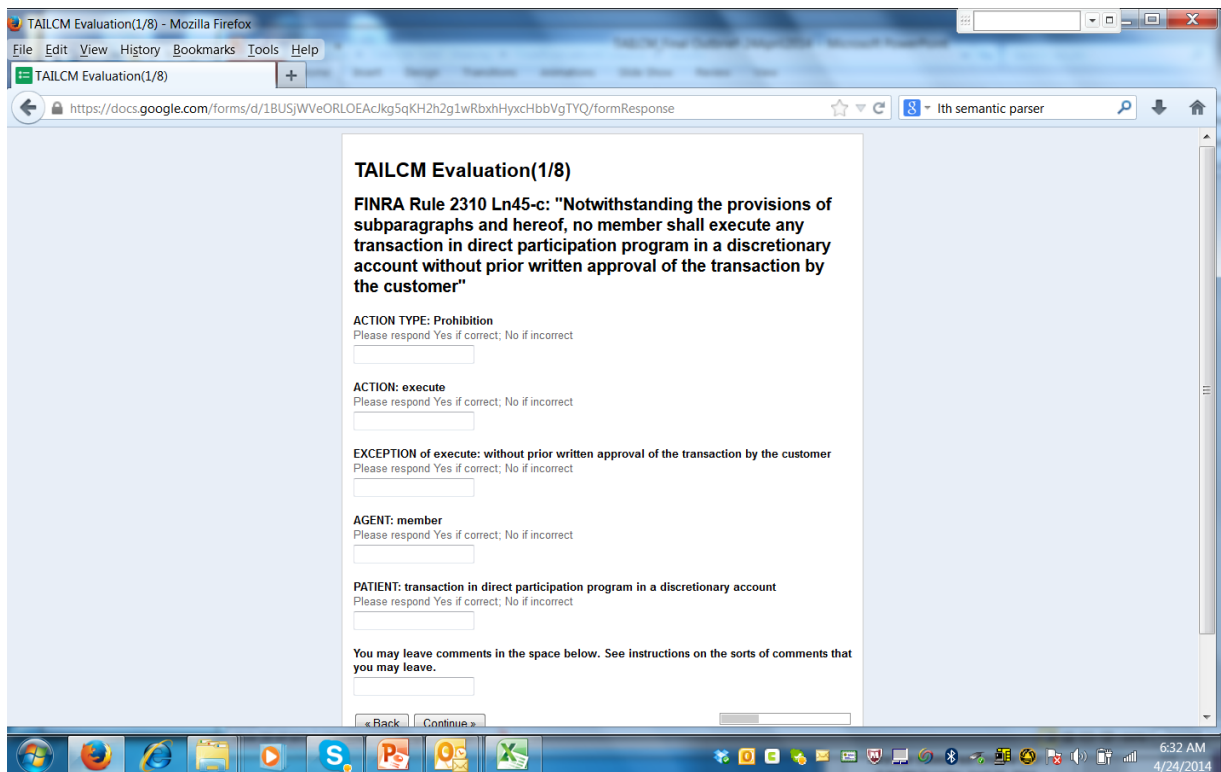 TAILCM Evaluation(1/8) - Mozilla Firefox
File Edit View History Bookmarks Tools Help
TAILCM Evaluation(1/8)
+
https://docs.google.com/forms/d/1BUSjWVeORLOEAcJkg5qKH2h2g1wRbxhHyxcHbbVgTYQ/formResponse
8 lth semantic parser
TAILCM Evaluation(1/8)
FINRA Rule 2310 Ln45-c: "Notwithstanding the provisions of
subparagraphs and hereof, no member shall execute any
transaction in direct participation program in a discretionary
account without prior written approval of the transaction by
the customer"
ACTION TYPE: Prohibition
Please respond Yes if correct; No if incorrect
ACTION: execute
Please respond Yes if correct; No if incorrect
EXCEPTION of execute: without prior written approval of the transaction by the customer
Please respond Yes if correct; No if incorrect
AGENT: member
Please respond Yes if correct; No if incorrect
PATIENT: transaction in direct participation program in a discretionary account
Please respond Yes if correct; No if incorrect
You may leave comments in the space below. See instructions on the sorts of comments that
you may leave.
« Back Continue »
6:32 AM
4/24/2014